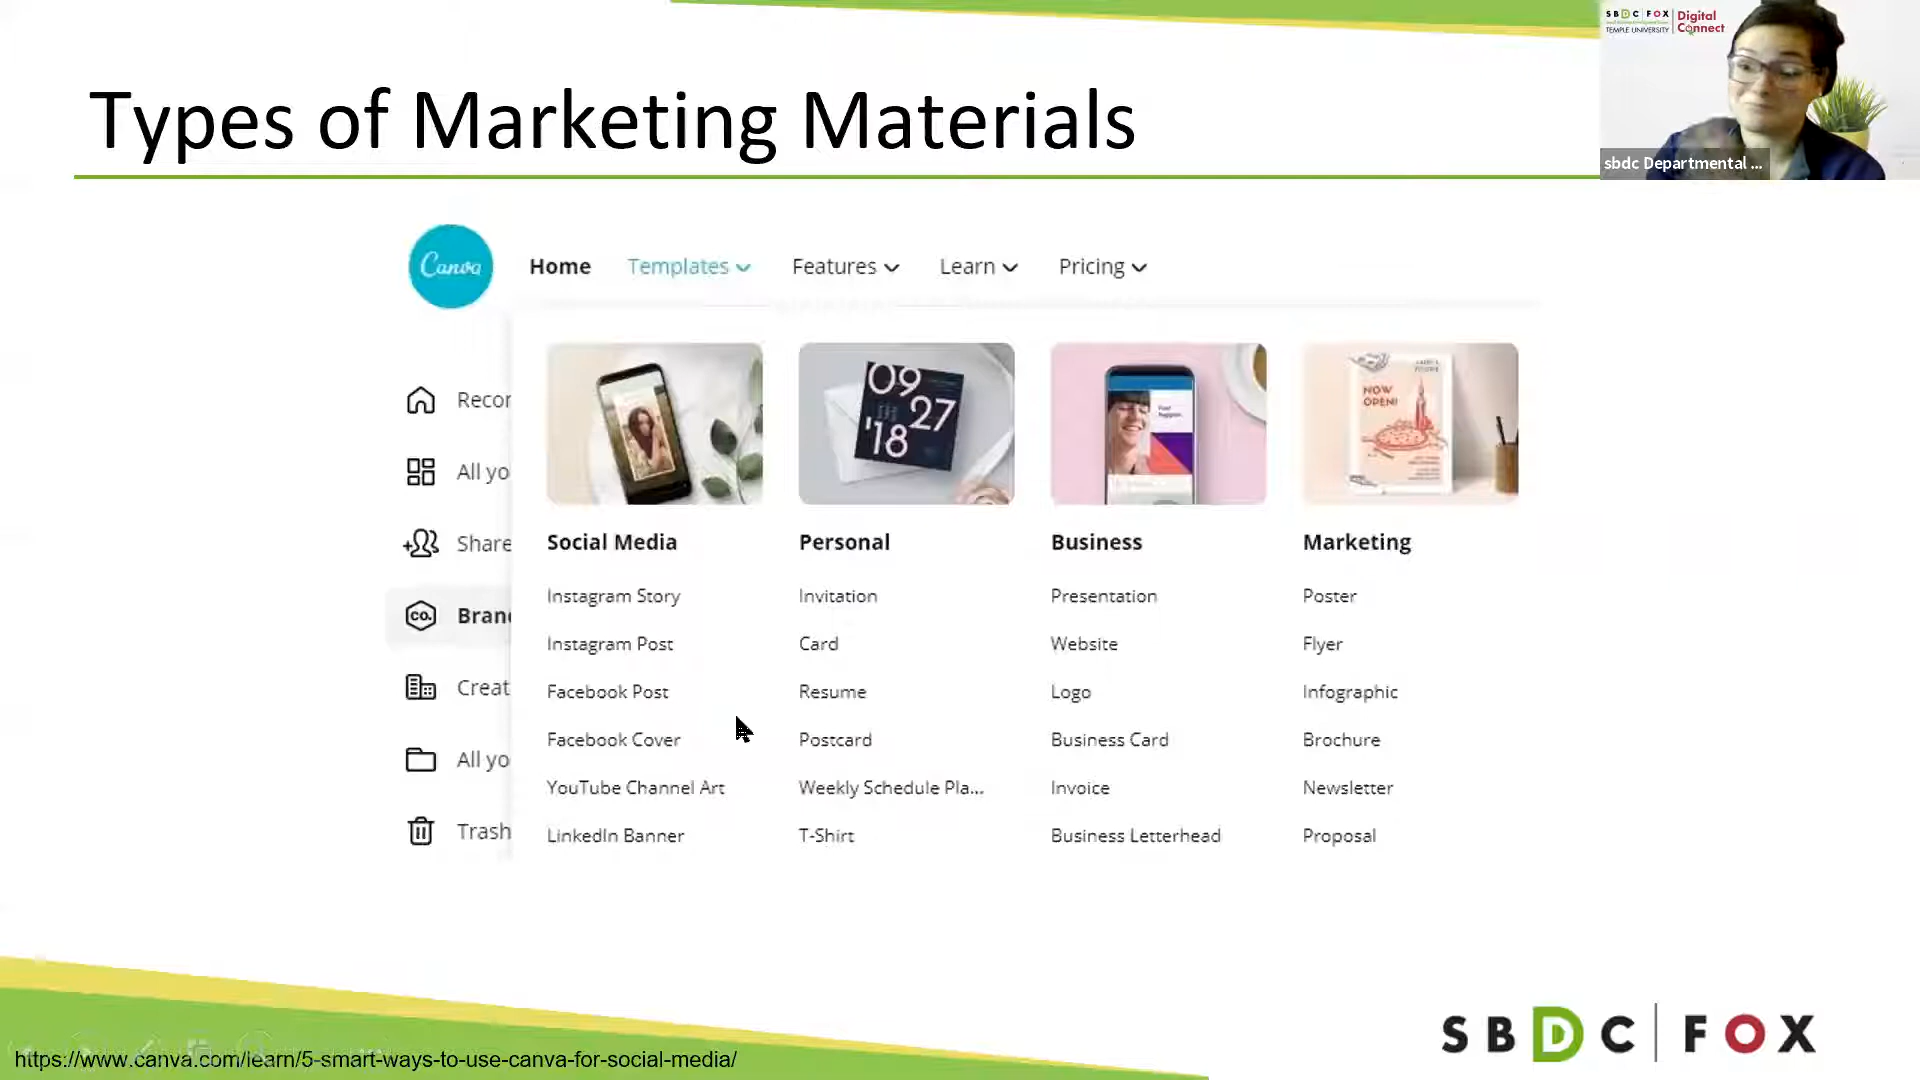 SBDC FOX
TEMPLE UNIVERSITY
Digital
Connect
Types of Marketing Materials
sbdc Departmental ...
Canva
Home
Templates
Features
Learn
Pricing
Recor
All yo
Share
Bran
Creat
All yo
Trash
09
27
'18
NOW
OPEN!
Social Media
Instagram Story
Instagram Post
Facebook Post
Facebook Cover
YouTube Channel Art
LinkedIn Banner
Personal
Invitation
Card
Resume
Postcard
Weekly Schedule Pla...
T-Shirt
Business
Presentation
Website
Logo
Business Card
Invoice
Business Letterhead
Marketing
Poster
Flyer
Infographic
Brochure
Newsletter
Proposal
co.
https://www.canva.com/learn/5-smart-ways-to-use-canva-for-social-media/
SBDC FOX